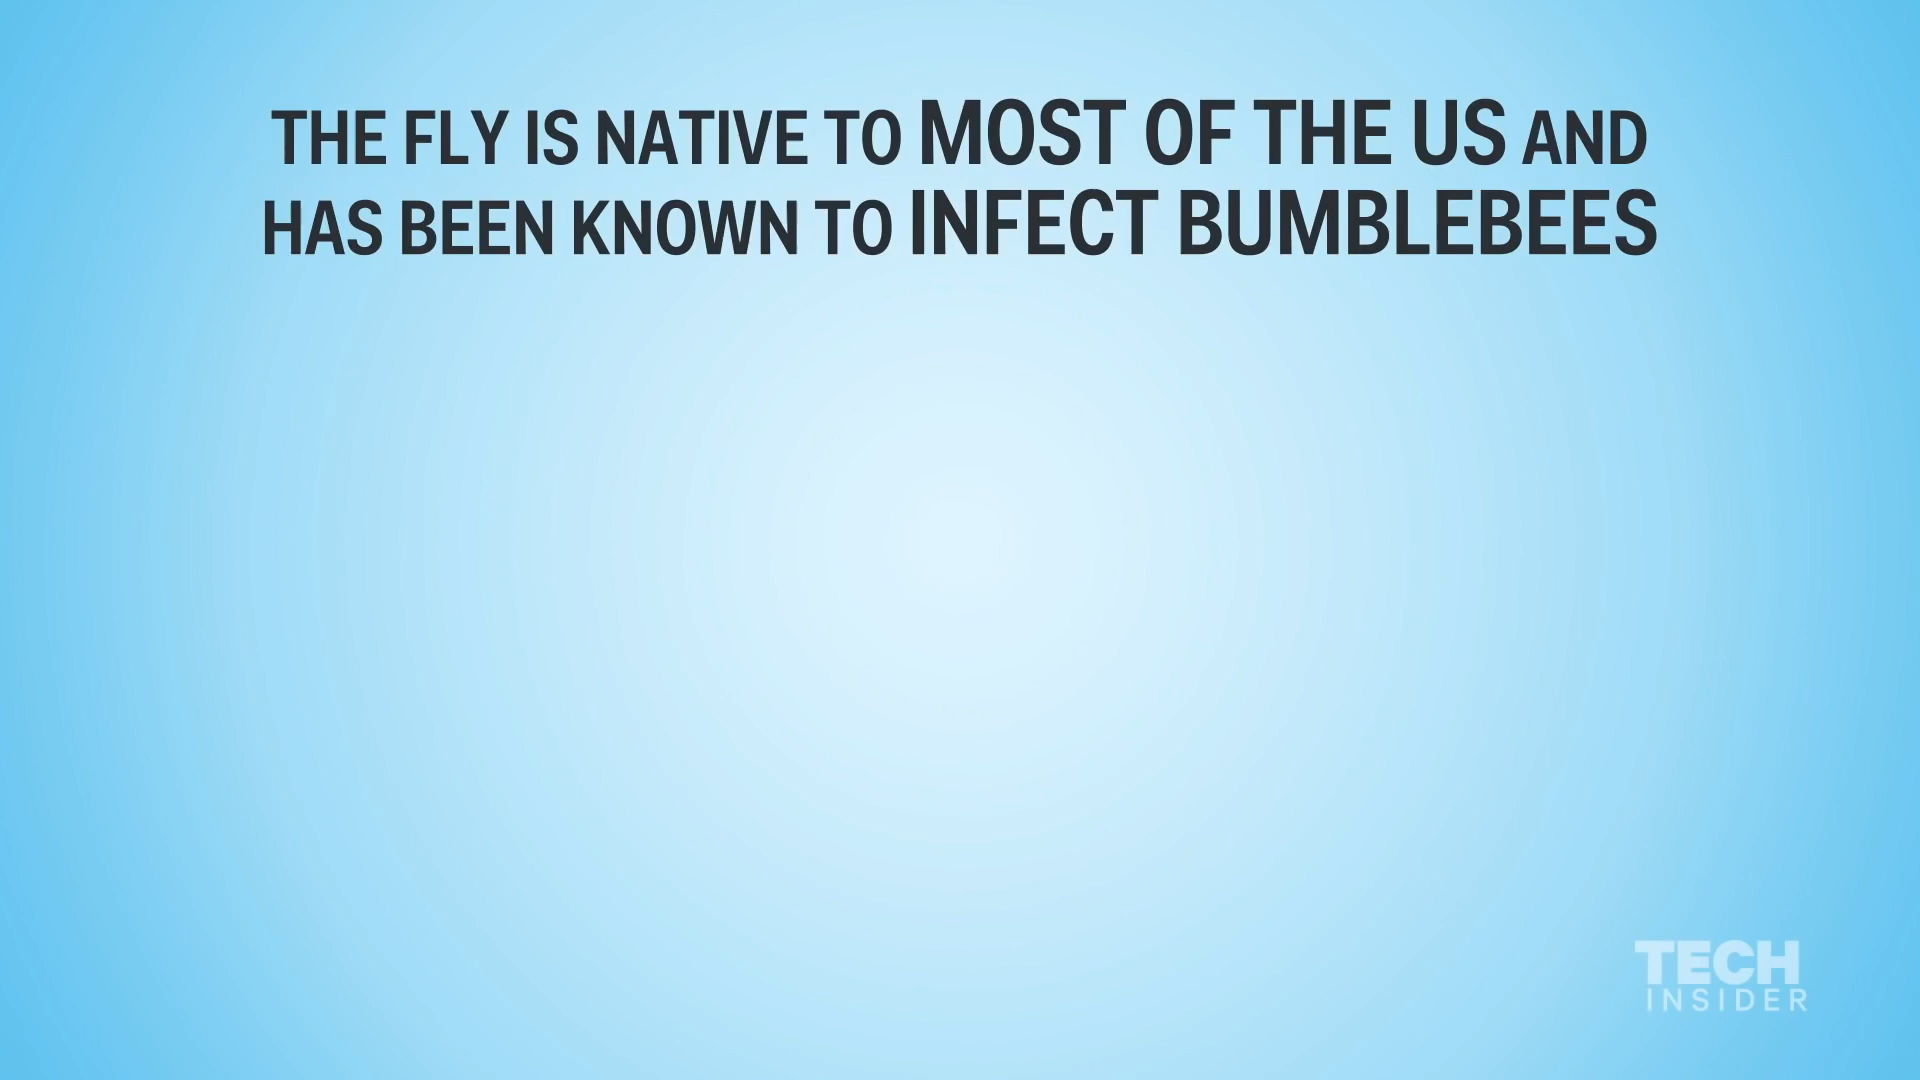 THE FLY IS NATIVE TO MOST OF THE US AND
HAS BEEN KNOWN TO INFECT BUMBLEBEES
TECH
INSIDER